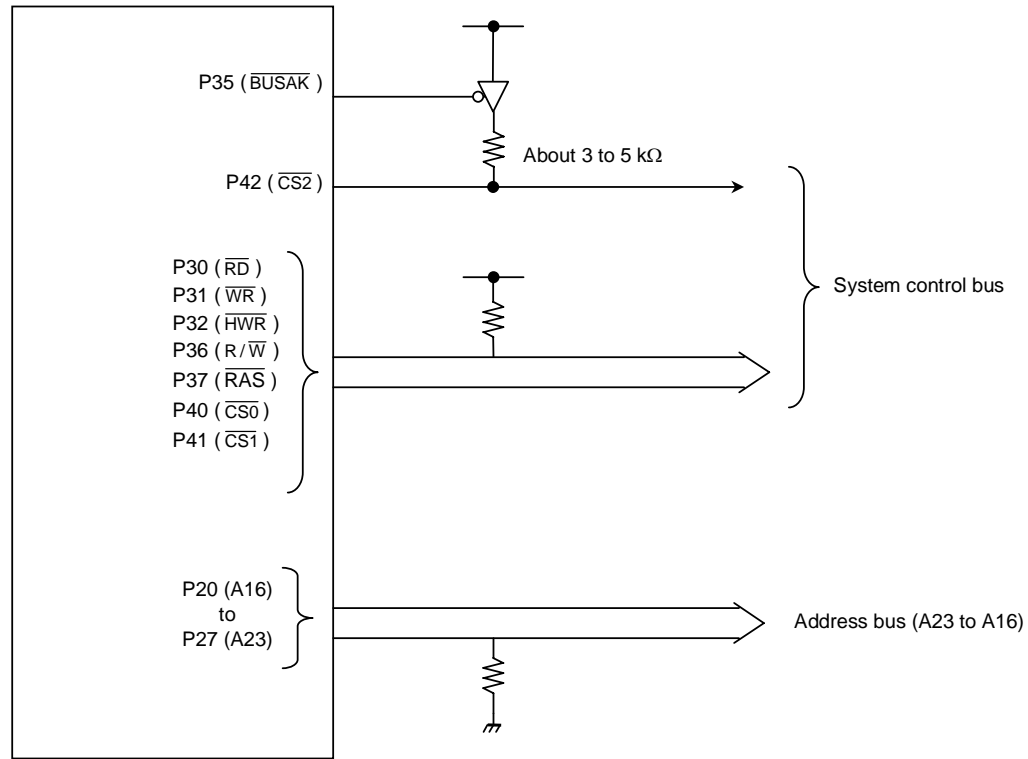 P35 (BUSAK)
About 3 to 5 kΩ
P42 (CS2)
P30 (RD)
P31 (WR)
P32 (HWR)
P36 (R/W)
P37 (RAS)
P40 (CS0)
P41 (CS1)
System control bus
P20 (A16)
to
P27 (A23)
Address bus (A23 to A16)